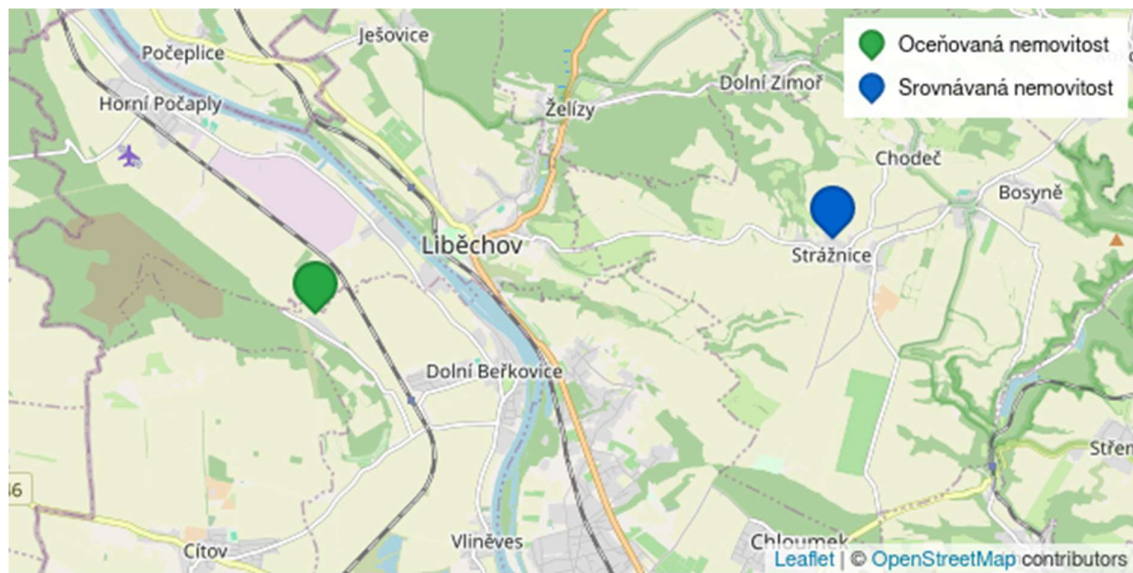 Počeplice
Ješovice
Oceňovaná nemovitost
Srovnávaná nemovitost
Horní Počaply
Želízy
Dolní Zimoř
Chodeč
Bosyně
Liběchov
Strážnice
Dolní Beřkovice
Střem
46
Cítov
Vliněves
Chloumek
Leaflet | © OpenStreetMap contributors